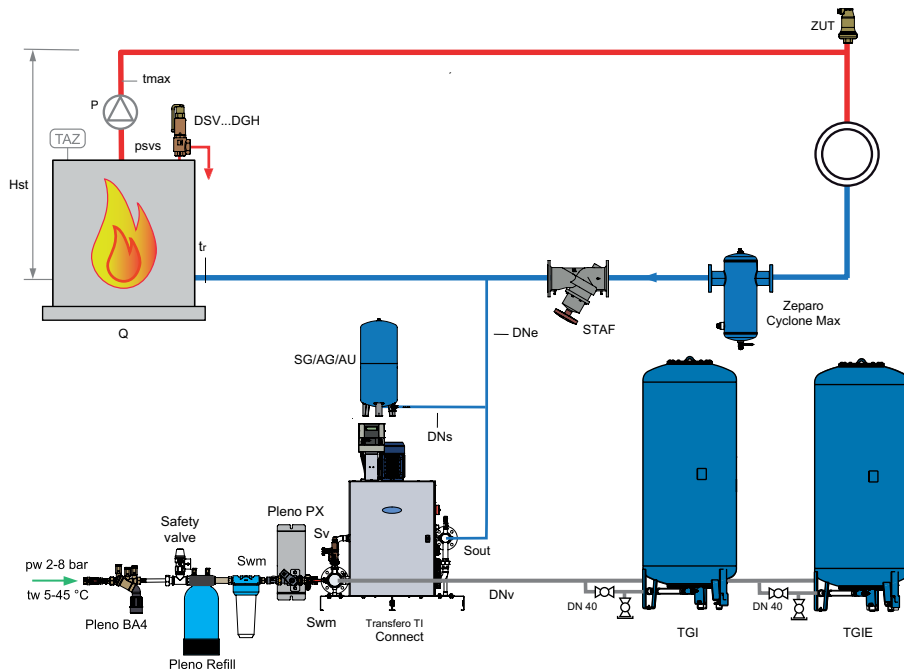 ZUT
tmax
P
DSV...DGH
TAZ
psvs
Hst
tr
Q
STAF
Zeparo
Cyclone Max
DNe
SG/AG/AU
DNs
Pleno PX
Safety
valve
Sv
Swm
Sout
pw 2-8 bar
tw 5-45 °C
DNv
DN 40
DN 40
Pleno BA4
Swm
Transfero TI
Connect
TGI
TGIE
Pleno Refill